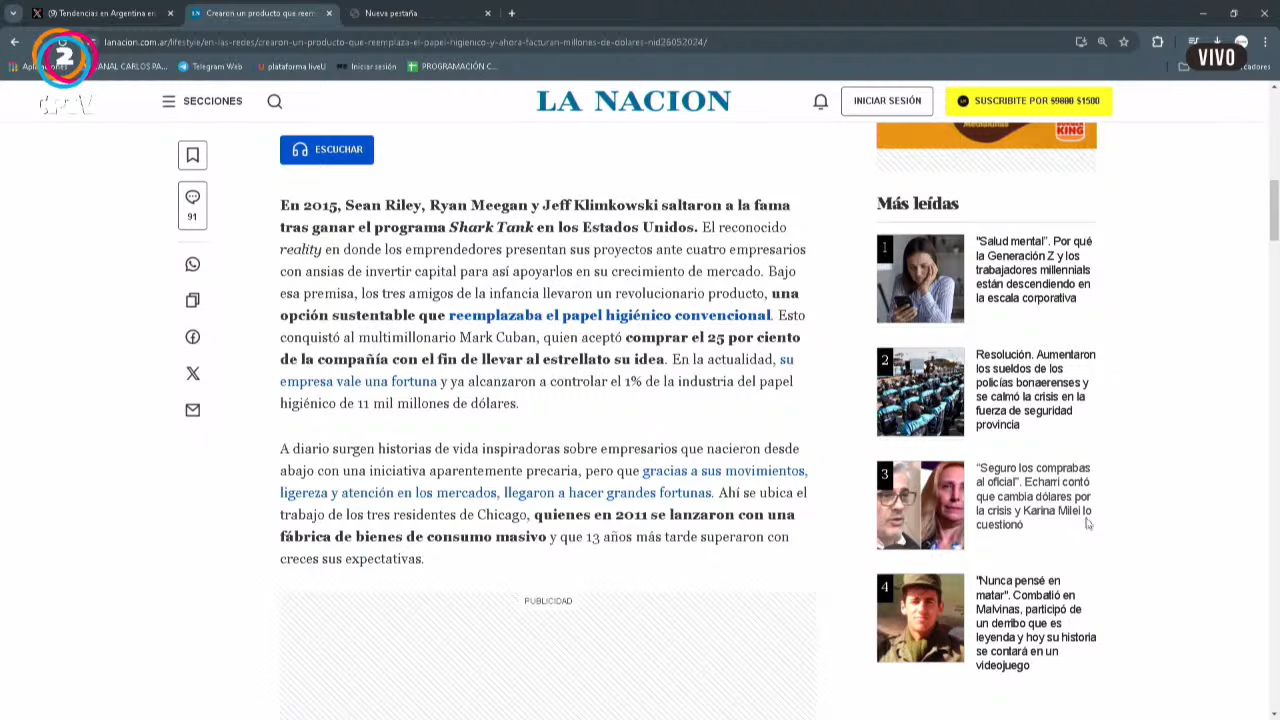 (9) Tendencias en Argentina en
Crearon un producto que reem
Nueva pestaña
lanacion.com.ar/lifestyle/en-las-redes/crearon-un-producto-que-reemplaza-el-papel-higienico-y-ahora-facturan-millones-de-dolares-nid26052024/
2
VIVO
ANAL CARLOS PA...
Telegram Web
plataforma liveU
Iniciar sesión
PROGRAMACIÓN C...
cadores
SECCIONES
LA NACION
INICIAR SESIÓN
SUSCRIBITE POR $9800 $1500
ESCUCHAR
91
En 2015, Sean Riley, Ryan Meegan y Jeff Klimkowski saltaron a la fama
tras ganar el programa Shark Tank en los Estados Unidos. El reconocido
reality en donde los emprendedores presentan sus proyectos ante cuatro empresarios
con ansias de invertir capital para así apoyarlos en su crecimiento de mercado. Bajo
esa premisa, los tres amigos de la infancia llevaron un revolucionario producto, una
opción sustentable que reemplazaba el papel higiénico convencional. Esto
conquistó al multimillonario Mark Cuban, quien aceptó comprar el 25 por ciento
de la compañía con el fin de llevar al estrellato su idea. En la actualidad, su
empresa vale una fortuna y ya alcanzaron a controlar el 1% de la industria del papel
higiénico de 11 mil millones de dólares.
A diario surgen historias de vida inspiradoras sobre empresarios que nacieron desde
abajo con una iniciativa aparentemente precaria, pero que gracias a sus movimientos,
ligereza y atención en los mercados, llegaron a hacer grandes fortunas. Ahí se ubica el
trabajo de los tres residentes de Chicago, quienes en 2011 se lanzaron con una
fábrica de bienes de consumo masivo y que 13 años más tarde superaron con
creces sus expectativas.
PUBLICIDAD
KING
Más leídas
1
"Salud mental". Por qué
la Generación Z y los
trabajadores millennials
están descendiendo en
la escala corporativa
2
Resolución. Aumentaron
los sueldos de los
policías bonaerenses y
se calmó la crisis en la
fuerza de seguridad
provincia
3
"Seguro los comprabas
al oficial". Echarri contó
que cambia dólares por
la crisis y Karina Milei lo
cuestionó
4
"Nunca pensé en
matar". Combatió en
Malvinas, participó de
un derribo que es
leyenda y hoy su historia
se contará en un
videojuego